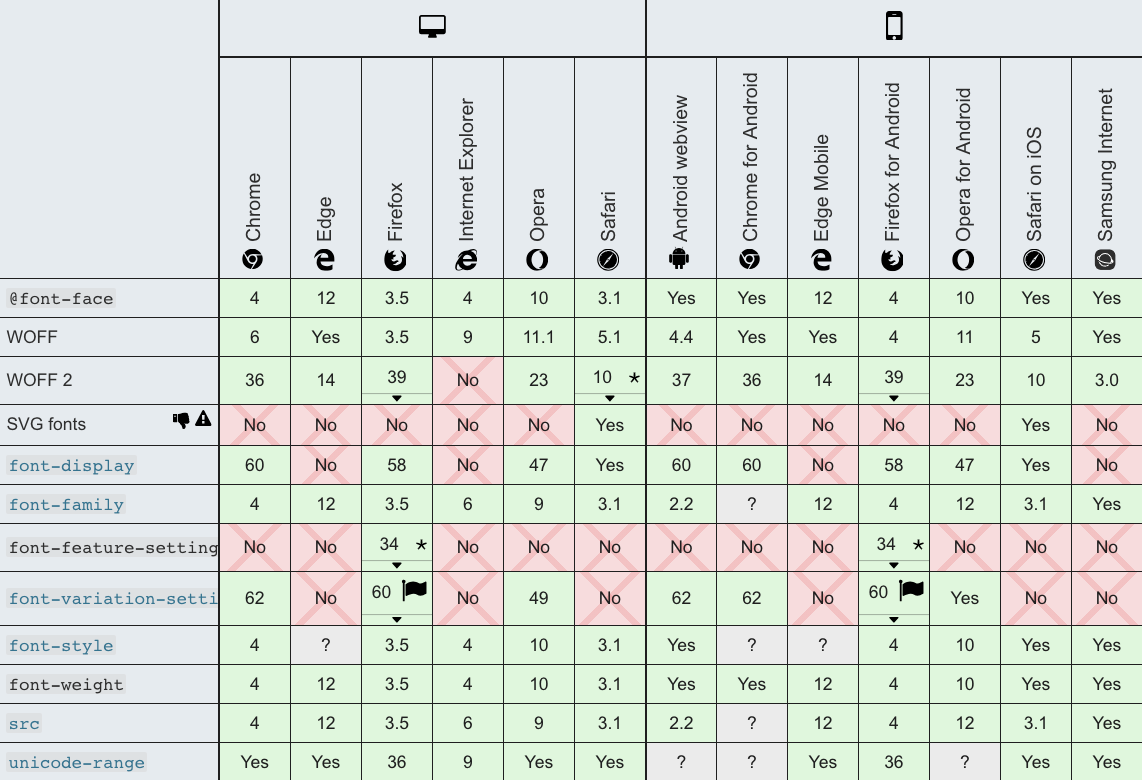 Chrome Edge Firefox Internet Explorer Opera Safari Android webview Chrome for Android Edge Mobile Firefox for Android Opera for Android Safari on iOS Samsung Internet
@font-face 4 12 3.5 4 10 3.1 Yes Yes 12 4 10 Yes Yes
WOFF 6 Yes 3.5 9 11.1 5.1 4.4 Yes Yes 4 11 5 Yes
WOFF 2 36 14 39 No 23 10 * 37 36 14 39 23 10 3.0
SVG fonts No No No No No Yes No No No No No Yes No
font-display 60 No 58 No 47 Yes 60 60 No 58 47 Yes No
font-family 4 12 3.5 6 9 3.1 2.2 ? 12 4 12 3.1 Yes
font-feature-setting No No 34 * No No No No No No 34 * No No No
font-variation-setti 62 No 60 No 49 No 62 62 No 60 Yes No No
font-style 4 ? 3.5 4 10 3.1 Yes ? ? 4 10 Yes Yes
font-weight 4 12 3.5 4 10 3.1 Yes Yes 12 4 10 Yes Yes
src 4 12 3.5 6 9 3.1 2.2 ? 12 4 12 3.1 Yes
unicode-range Yes Yes 36 9 Yes Yes ? ? Yes 36 ? Yes Yes